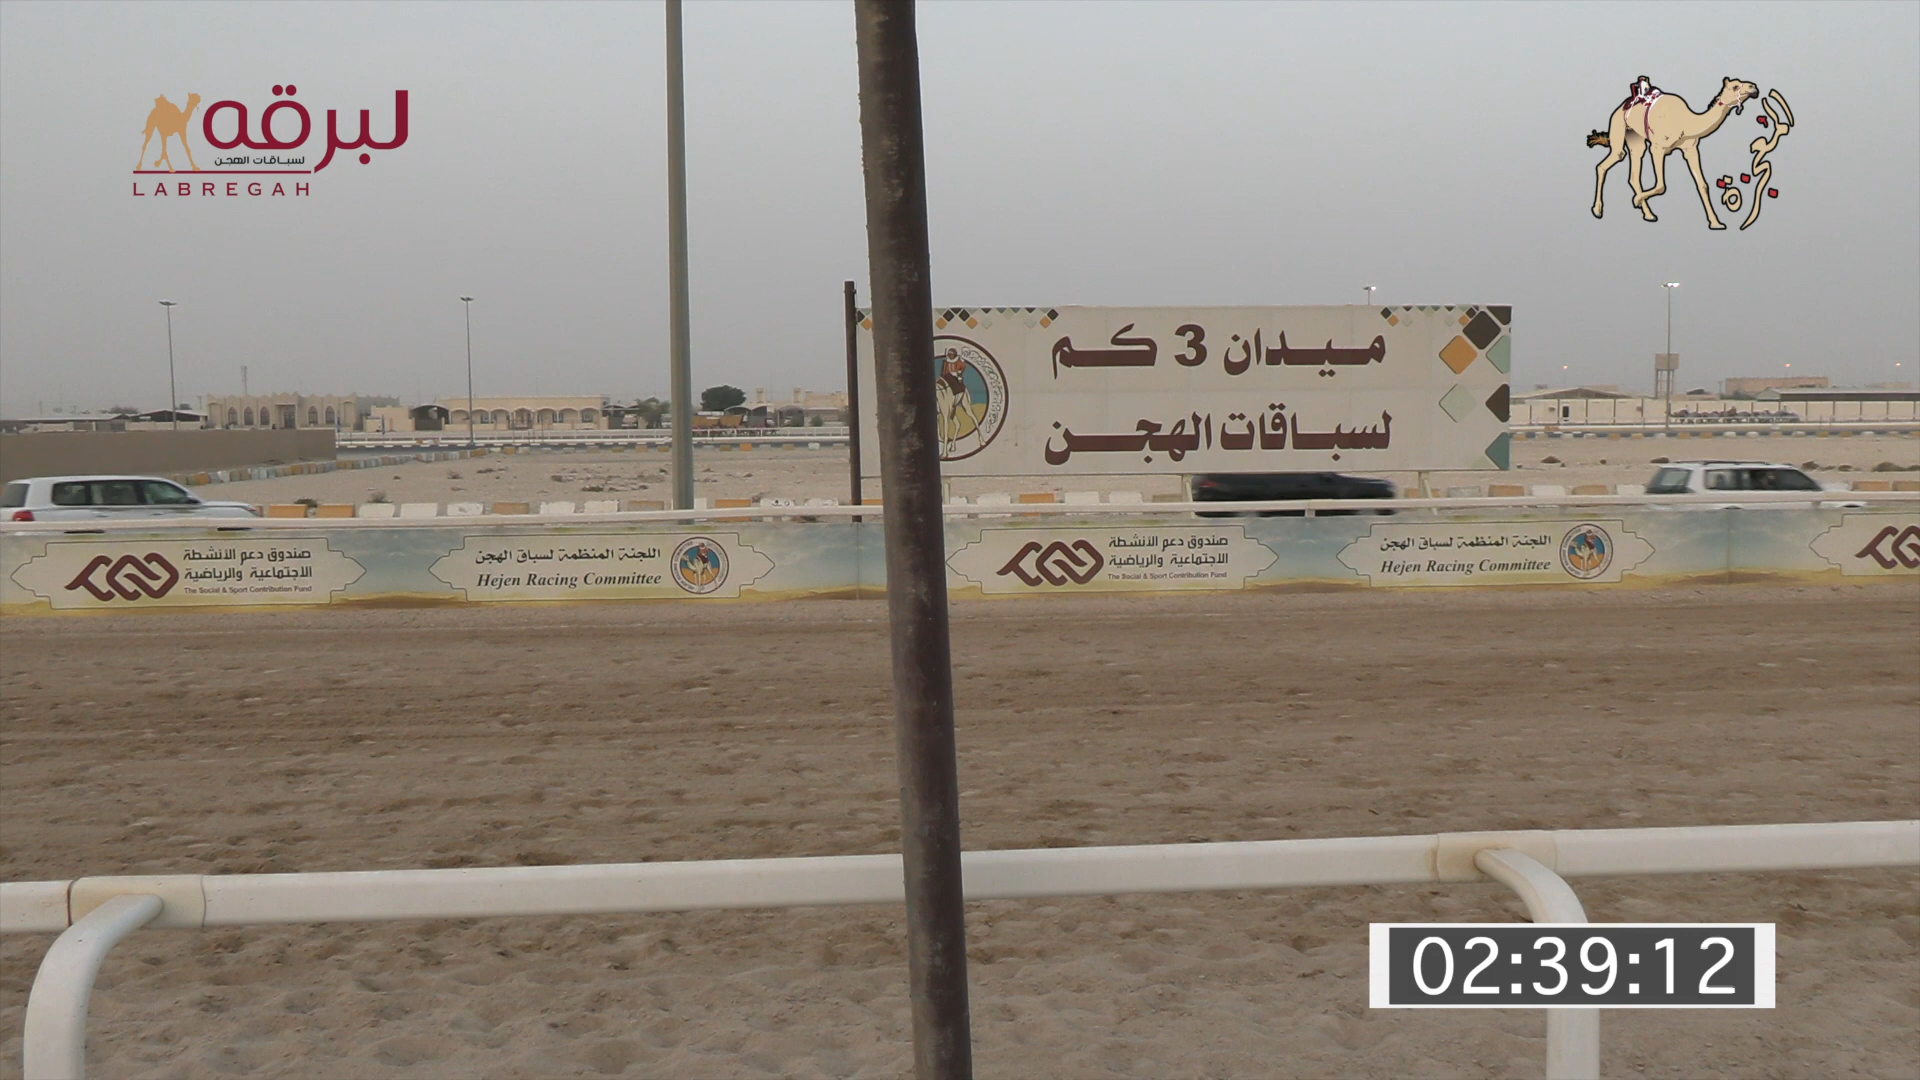 لبرقه
لسباقات الهجن
LABREGAH
المعجزة
ميدان 3 كم
لسباقات الهجن
صندوق دعم الأنشطة
الاجتماعية والرياضية
The Social & Sport Contribution Fund
اللجنة المنظمة لسباق الهجن
Hejen Racing Committee
صندوق دعم الأنشطة
الاجتماعية والرياضية
The Social & Sport Contribution Fund
اللجنة المنظمة لسباق الهجن
Hejen Racing Committee
02:39:12